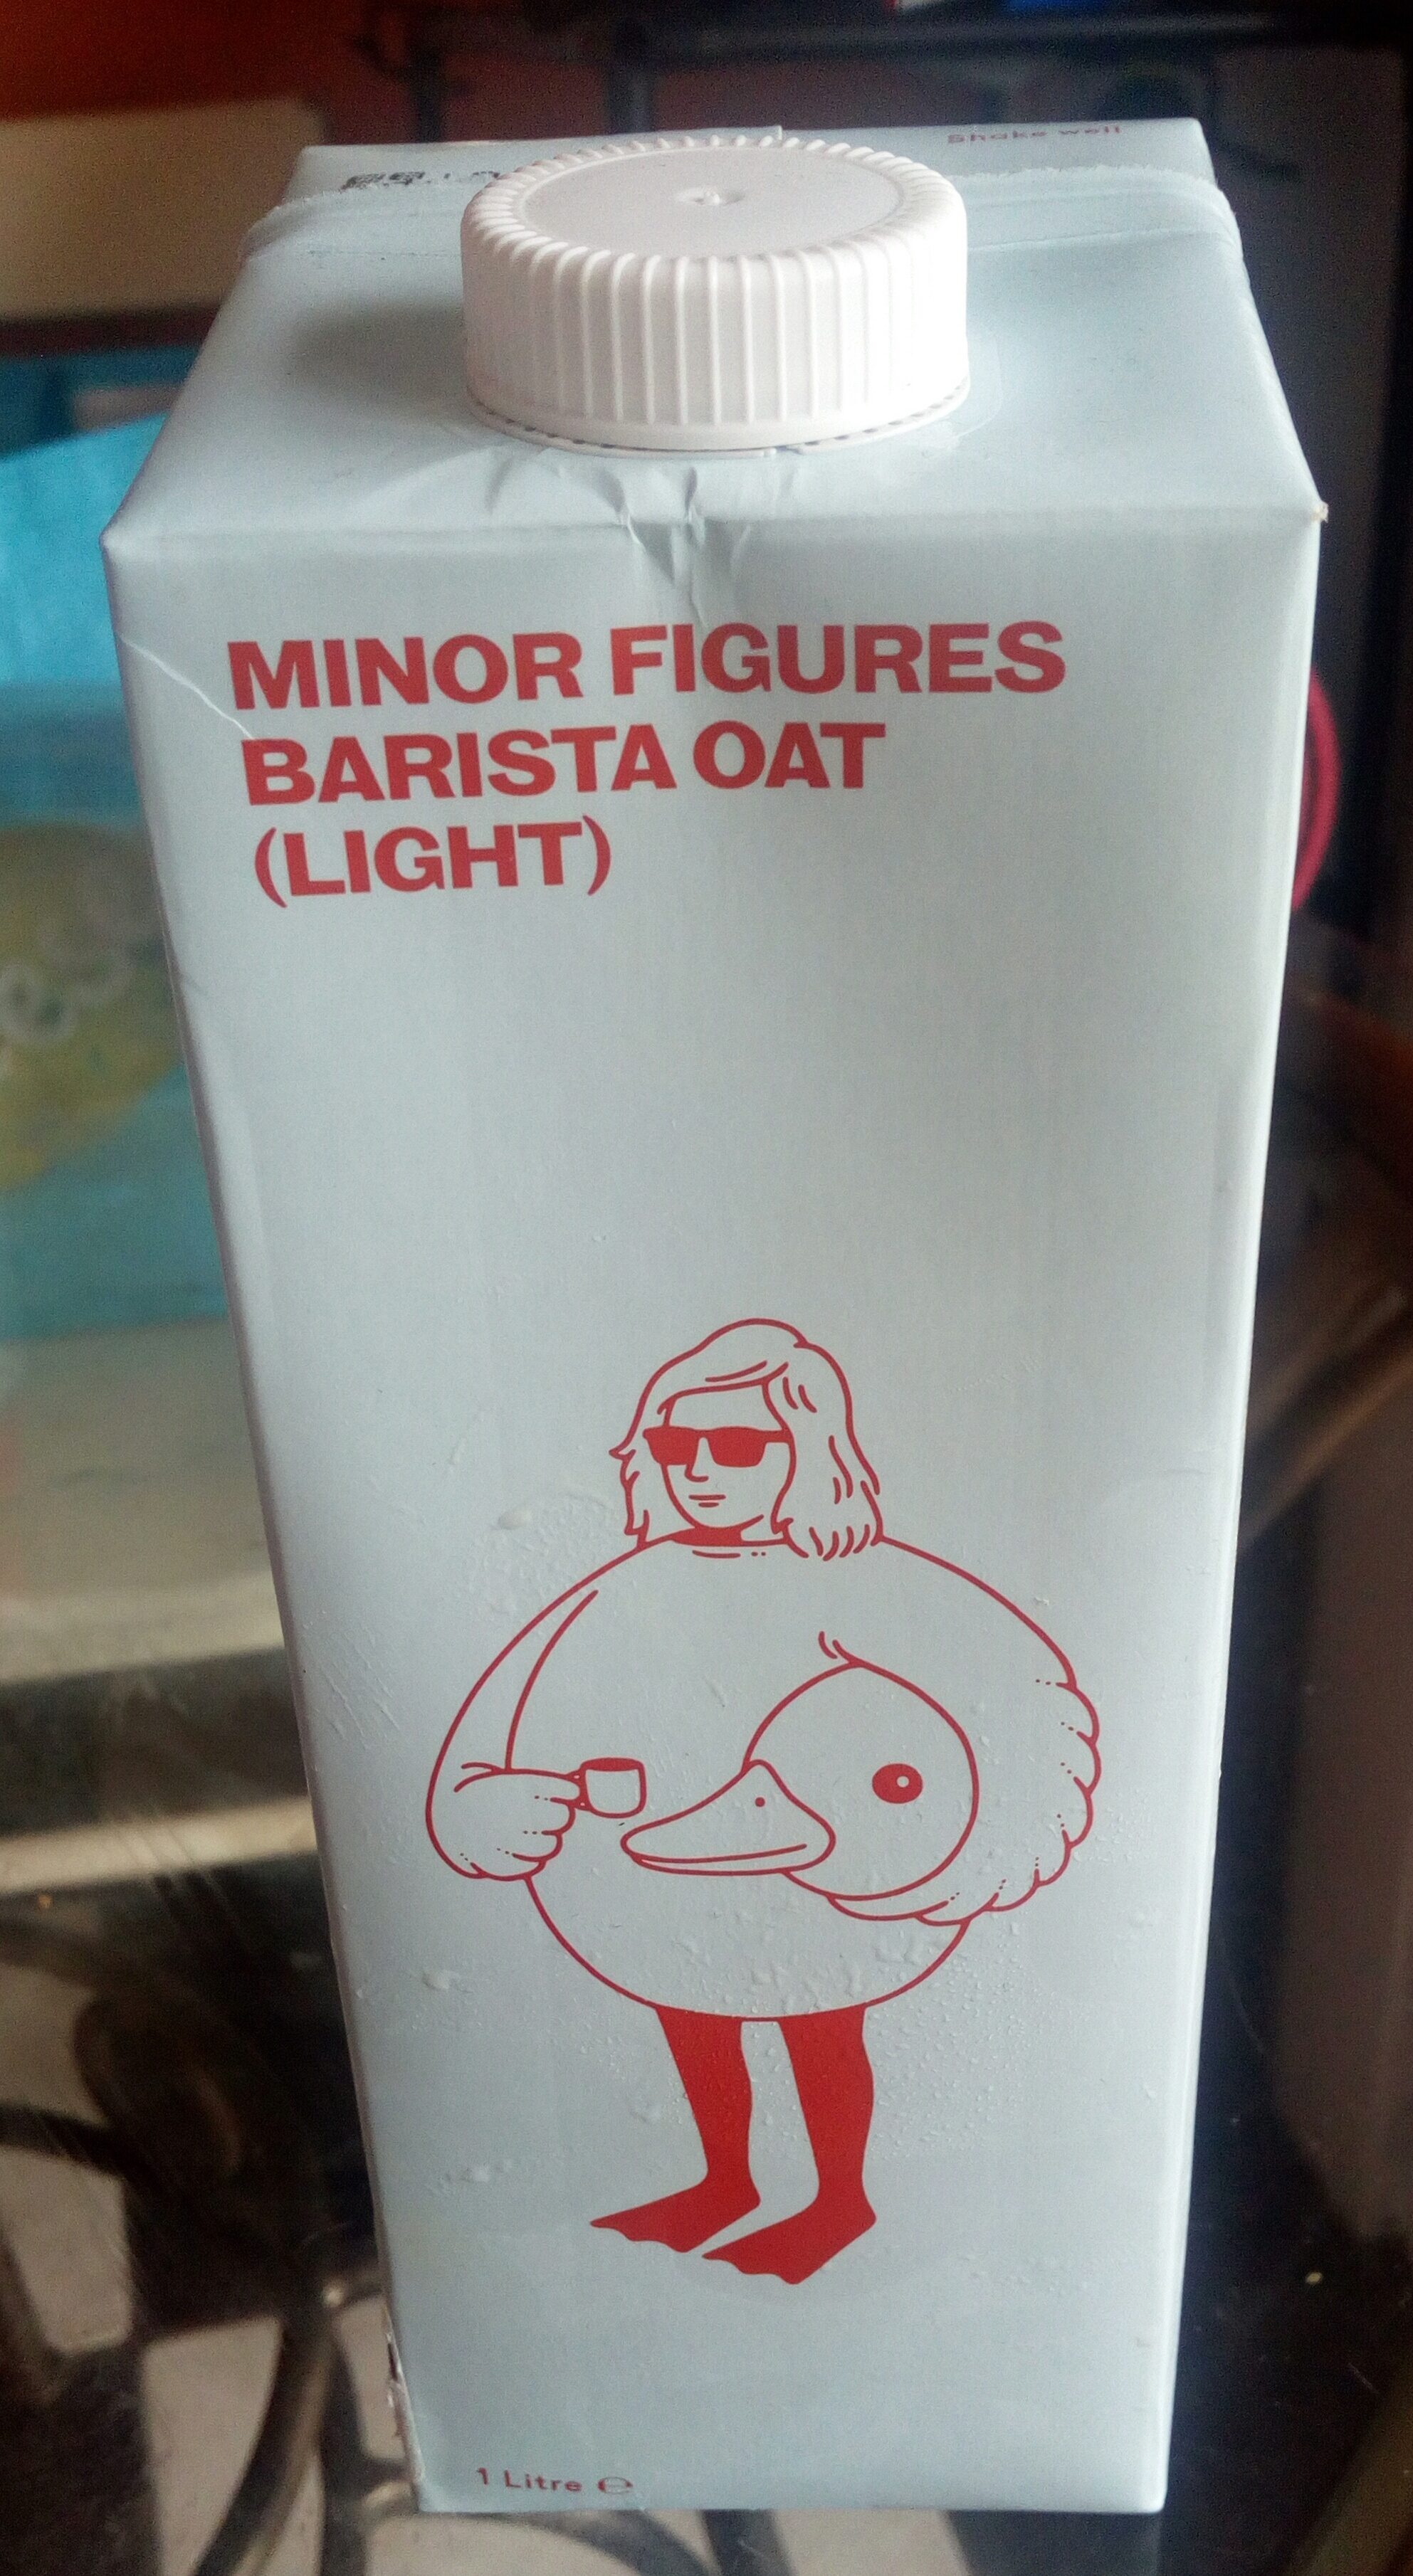 Shake well
MINOR FIGURES
BARISTA OAT
(LIGHT)
1 Litre ℮